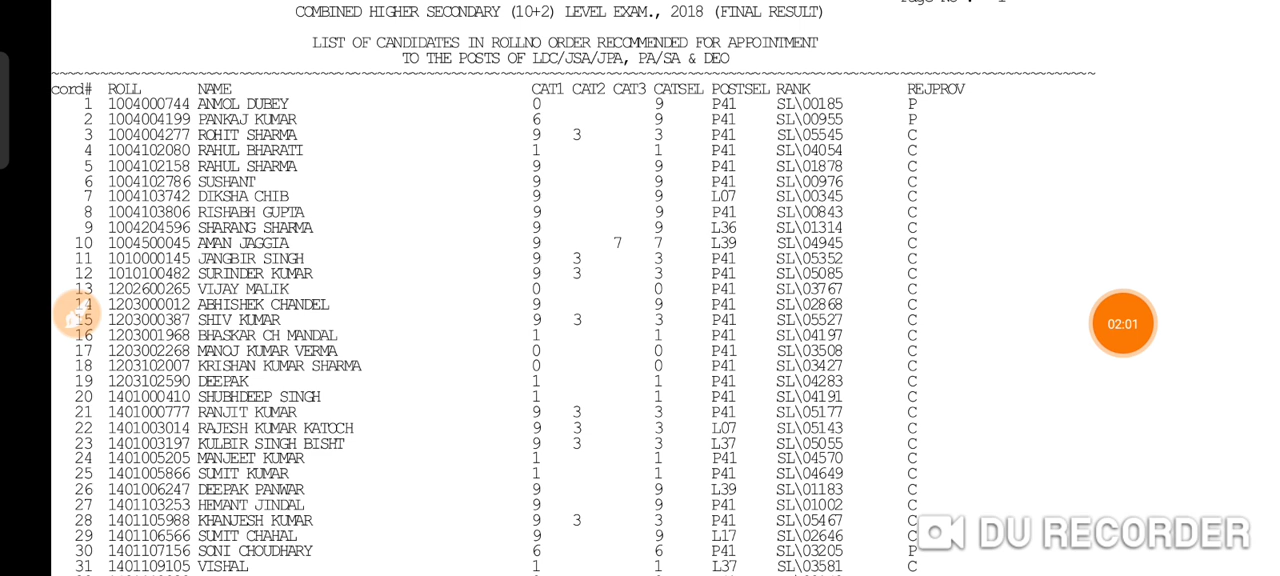 COMBINED HIGHER SECONDARY (10+2) LEVEL EXAM., 2018 (FINAL RESULT)
LIST OF CANDIDATES IN ROLLNO ORDER RECOMMENDED FOR APPOINTMENT
TO THE POSTS OF LDC/JSA/JPA, PA/SA & DEO
cord# ROLL NAME CAT1 CAT2 CAT3 CATSEL POSTSEL RANK REJPROV
1 1004000744 ANMOL DUBEY 0 9 P41 SL\00185 P
2 1004004199 PANKAJ KUMAR 6 9 P41 SL\00955 P
3 1004004277 ROHIT SHARMA 9 3 3 P41 SL\05545 C
4 1004102080 RAHUL BHARATI 1 1 P41 SL\04054 C
5 1004102158 RAHUL SHARMA 9 9 P41 SL\01878 C
6 1004102786 SUSHANT 9 9 P41 SL\00976 C
7 1004103742 DIKSHA CHIB 9 9 L07 SL\00345 C
8 1004103806 RISHABH GUPTA 9 9 P41 SL\00843 C
9 1004204596 SHARANG SHARMA 9 9 L36 SL\01314 C
10 1004500045 AMAN JAGGIA 9 7 7 L39 SL\04945 C
11 1010000145 JANGBIR SINGH 9 3 3 P41 SL\05352 C
12 1010100482 SURINDER KUMAR 9 3 3 P41 SL\05085 C
13 1202600265 VIJAY MALIK 0 0 P41 SL\03767 C
14 1203000012 ABHISHEK CHANDEL 9 9 P41 SL\02868 C
15 1203000387 SHIV KUMAR 9 3 3 P41 SL\05527 C
16 1203001968 BHASKAR CH MANDAL 1 1 P41 SL\04197 C
17 1203002268 MANOJ KUMAR VERMA 0 0 P41 SL\03508 C
18 1203102007 KRISHAN KUMAR SHARMA 0 0 P41 SL\03427 C
19 1203102590 DEEPAK 1 1 P41 SL\04283 C
20 1401000410 SHUBHDEEP SINGH 1 1 P41 SL\04191 C
21 1401000777 RANJIT KUMAR 9 3 3 P41 SL\05177 C
22 1401003014 RAJESH KUMAR KATOCH 9 3 3 L07 SL\05143 C
23 1401003197 KULBIR SINGH BISHT 9 3 3 L37 SL\05055 C
24 1401005205 MANJEET KUMAR 1 1 P41 SL\04570 C
25 1401005866 SUMIT KUMAR 1 1 P41 SL\04649 C
26 1401006247 DEEPAK PANWAR 9 9 L39 SL\01183 C
27 1401103253 HEMANT JINDAL 9 9 P41 SL\01002 C
28 1401105988 KHANJESH KUMAR 9 3 3 P41 SL\05467 C
29 1401106566 SUMIT CHAHAL 9 9 L17 SL\02646 C
30 1401107156 SONI CHOUDHARY 6 6 P41 SL\03205 P
31 1401109105 VISHAL 1 1 L37 SL\03581 C
02:01
DU RECORDER